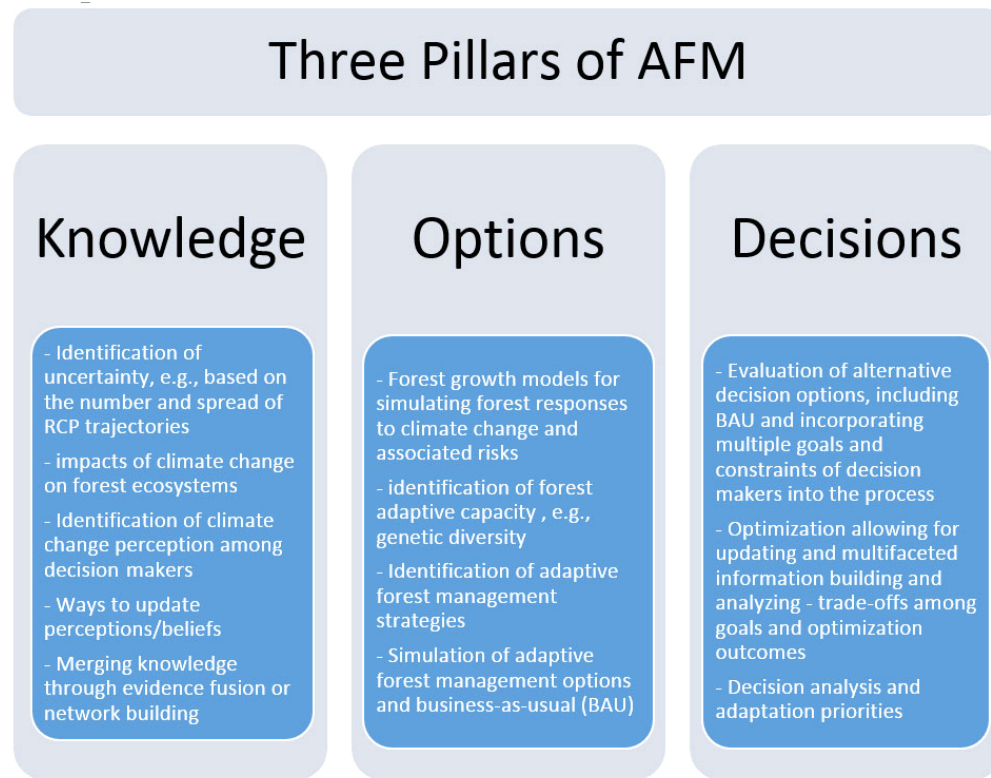 Three Pillars of AFM
Knowledge
- Identification of
uncertainty, e.g., based on
the number and spread of
RCP trajectories
- impacts of climate change
on forest ecosystems
- Identification of climate
change perception among
decision makers
- Ways to update
perceptions/beliefs
- Merging knowledge
through evidence fusion or
network building
Options
- Forest growth models for
simulating forest responses
to climate change and
associated risks
- identification of forest
adaptive capacity , e.g.,
genetic diversity
- Identification of adaptive
forest management
strategies
- Simulation of adaptive
forest management options
and business-as-usual (BAU)
Decisions
- Evaluation of alternative
decision options, including
BAU and incorporating
multiple goals and
constraints of decision
makers into the process
- Optimization allowing for
updating and multifaceted
information building and
analyzing - trade-offs among
goals and optimization
outcomes
- Decision analysis and
adaptation priorities